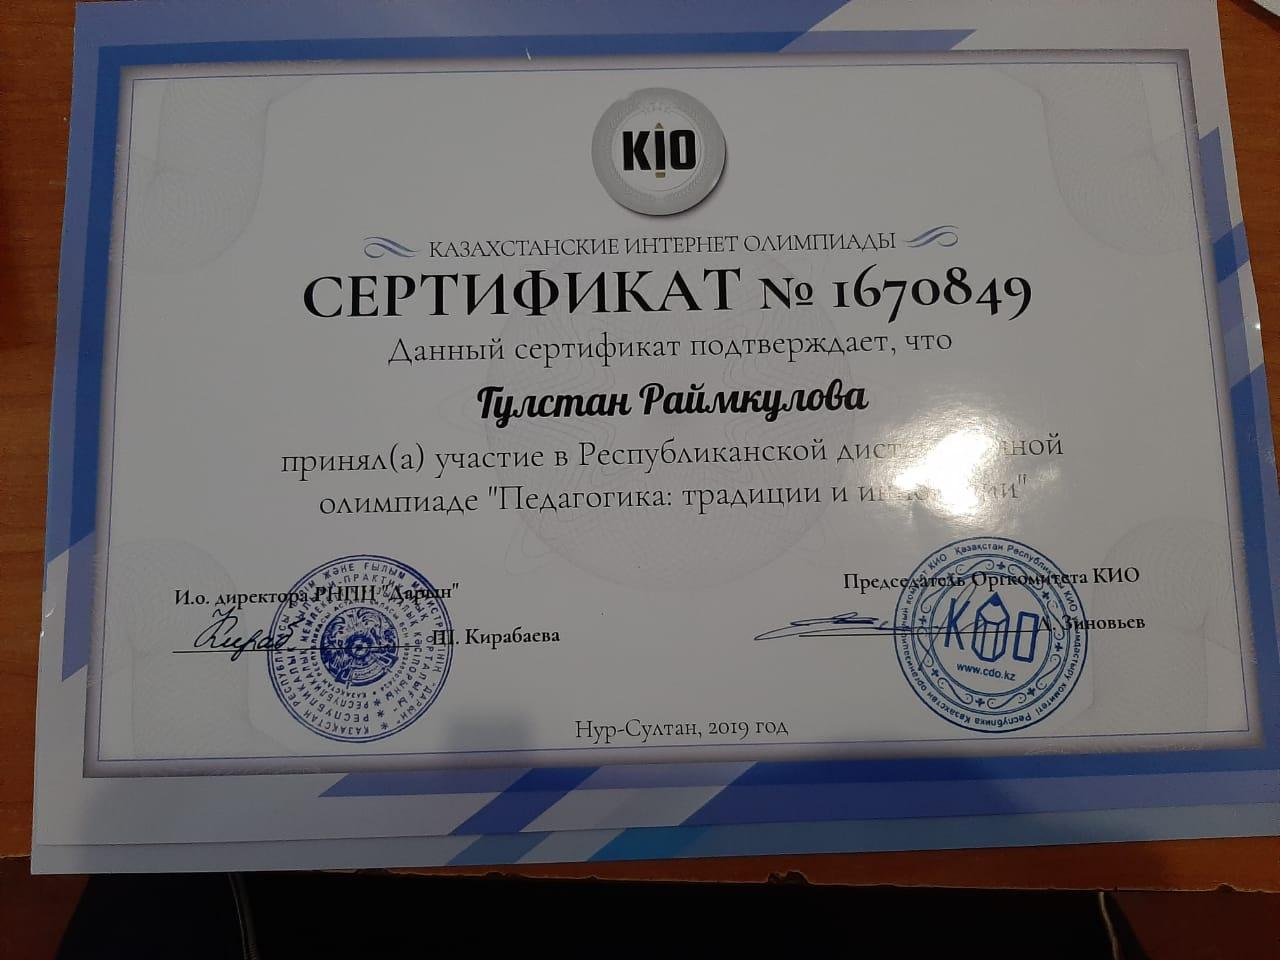 KIO
КАЗАХСТАНСКИЕ ИНТЕРНЕТ ОЛИМПИАДЫ
СЕРТИФИКАТ № 1670849
Данный сертификат подтверждает, что
Гулстан Раймкулова
принял(а) участие в Республиканской
олимпиаде "Педагогика: традиции и
И.о. директора РНПЦ "Дарын"
Ш. Кирабаева
Председатель Оргкомитета КИО
Зиновьев
KIO
www.cdo.kz
Нур-Султан, 2019 год